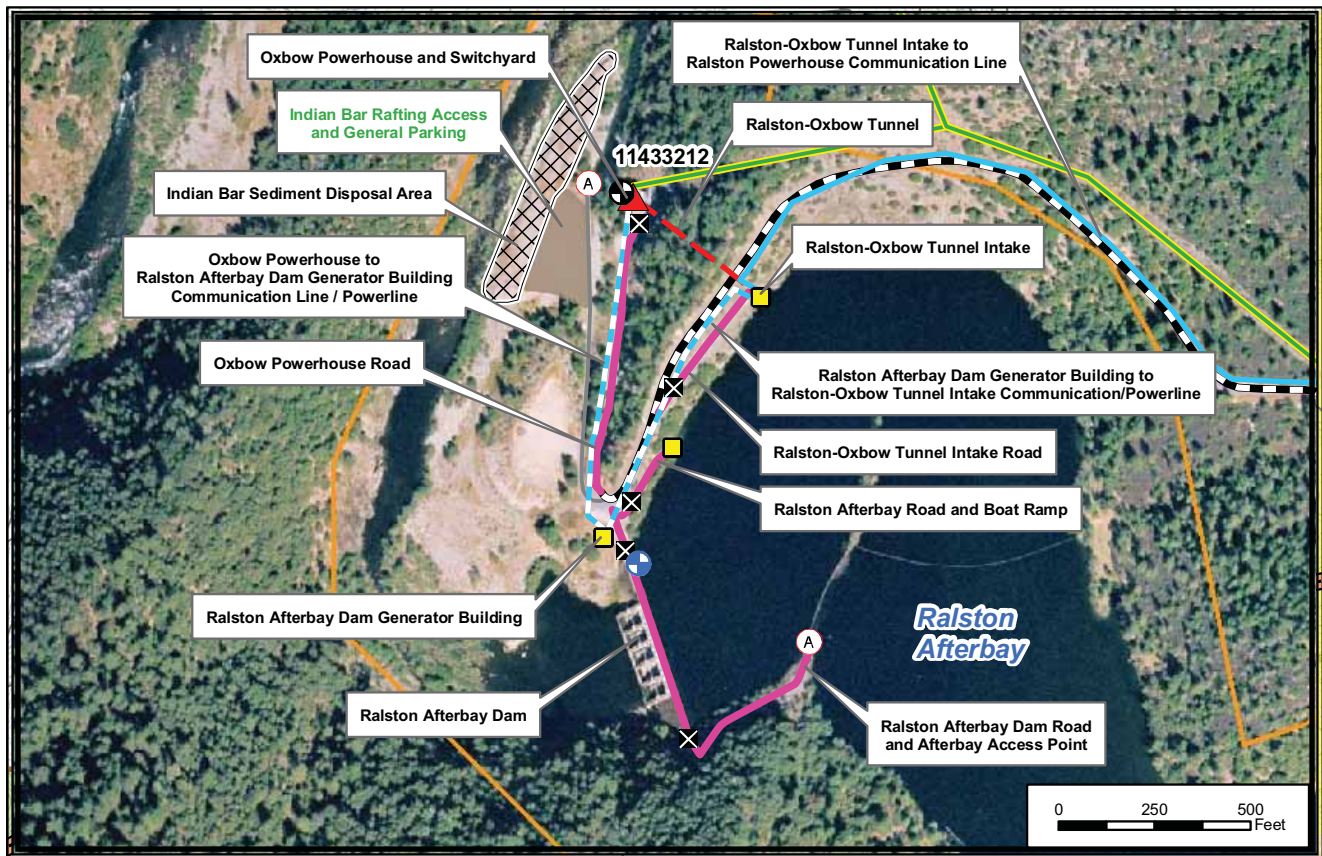 Oxbow Powerhouse and Switchyard
Ralston-Oxbow Tunnel Intake to
Ralston Powerhouse Communication Line
Indian Bar Rafting Access
and General Parking
Ralston-Oxbow Tunnel
11433212
A
Indian Bar Sediment Disposal Area
Oxbow Powerhouse to
Ralston Afterbay Dam Generator Building
Communication Line / Powerline
Ralston-Oxbow Tunnel Intake
Oxbow Powerhouse Road
Ralston Afterbay Dam Generator Building to
Ralston-Oxbow Tunnel Intake Communication/Powerline
Ralston-Oxbow Tunnel Intake Road
Ralston Afterbay Road and Boat Ramp
Ralston Afterbay Dam Generator Building
Ralston
Afterbay
A
Ralston Afterbay Dam
Ralston Afterbay Dam Road
and Afterbay Access Point
0 250 500
Feet